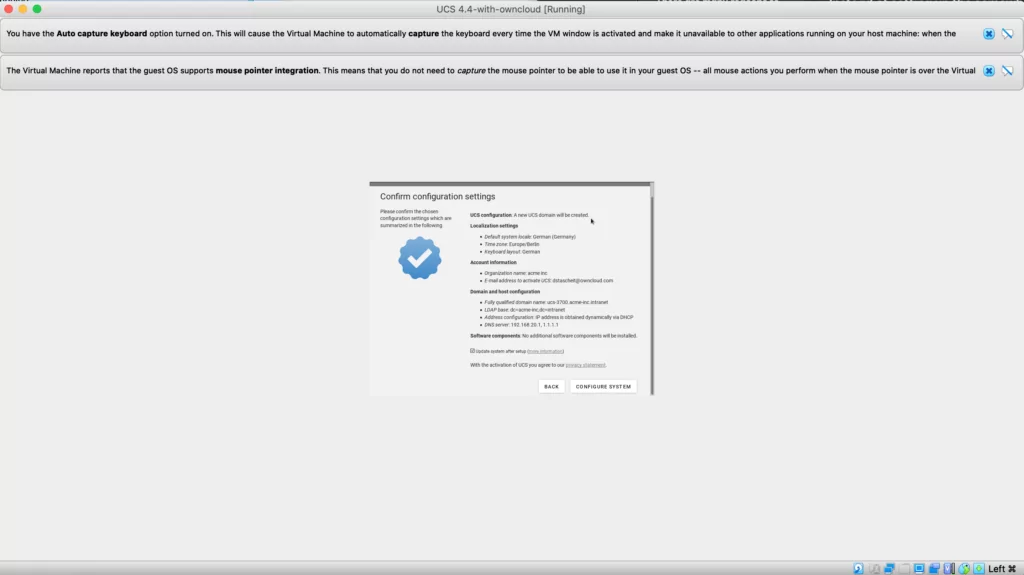 UCS 4.4-with-owncloud [Running]
You have the Auto capture keyboard option turned on. This will cause the Virtual Machine to automatically capture the keyboard every time the VM window is activated and make it unavailable to other applications running on your host machine: when the
The Virtual Machine reports that the guest OS supports mouse pointer integration. This means that you do not need to capture the mouse pointer to be able to use it in your guest OS -- all mouse actions you perform when the mouse pointer is over the Virtual
Confirm configuration settings
Please confirm the chosen
configuration settings which are
summarized in the following.
UCS configuration: A new UCS domain will be created.
Localization settings
• Default system locale: German (Germany)
• Time zone: Europe/Berlin
• Keyboard layout: German
Account information
• Organization name: acme inc
• E-mail address to activate UCS: dstascheit@owncloud.com
Domain and host configuration
• Fully qualified domain name: ucs-3700.acme-inc.intranet
• LDAP base: dc=acme-inc,dc=intranet
• Address configuration: IP address is obtained dynamically via DHCP
• DNS server: 192.168.20.1, 1.1.1.1
Software components: No additional software components will be installed.
Update system after setup (more information)
With the activation of UCS you agree to our privacy statement.
BACK CONFIGURE SYSTEM
Left ⌘